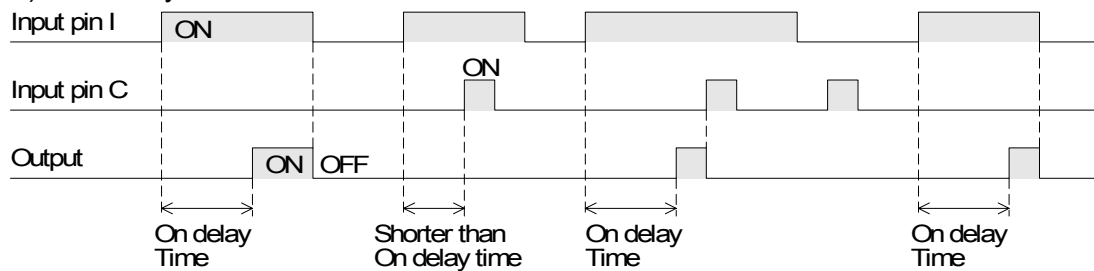 Input pin I
ON
ON
Input pin C
Output
ON
OFF
On delay
Time
Shorter than
On delay time
On delay
Time
On delay
Time